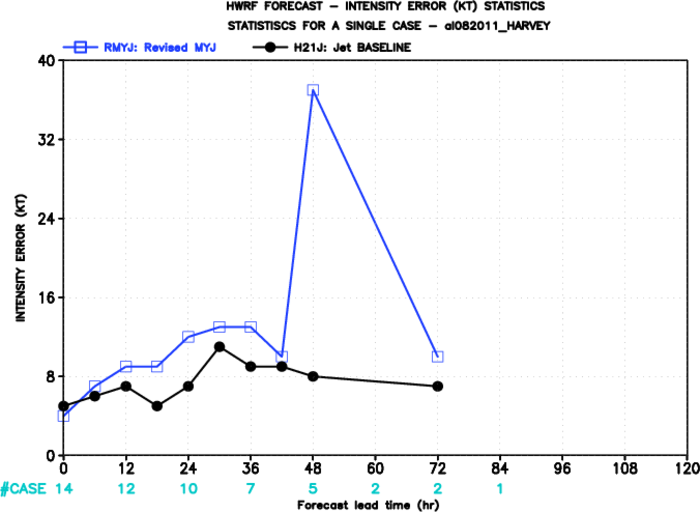 HWRF FORECAST – INTENSITY ERROR (KT) STATISTICS
STATISTISCS FOR A SINGLE CASE – al082011_HARVEY
RMYJ: Revised MYJ H21J: Jet BASELINE
40
32
24
16
8
0
INTENSITY ERROR (KT)
0 12 24 36 48 60 72 84 96 108 120
#CASE 14 12 10 7 5 2 2 1
Forecast lead time (hr)